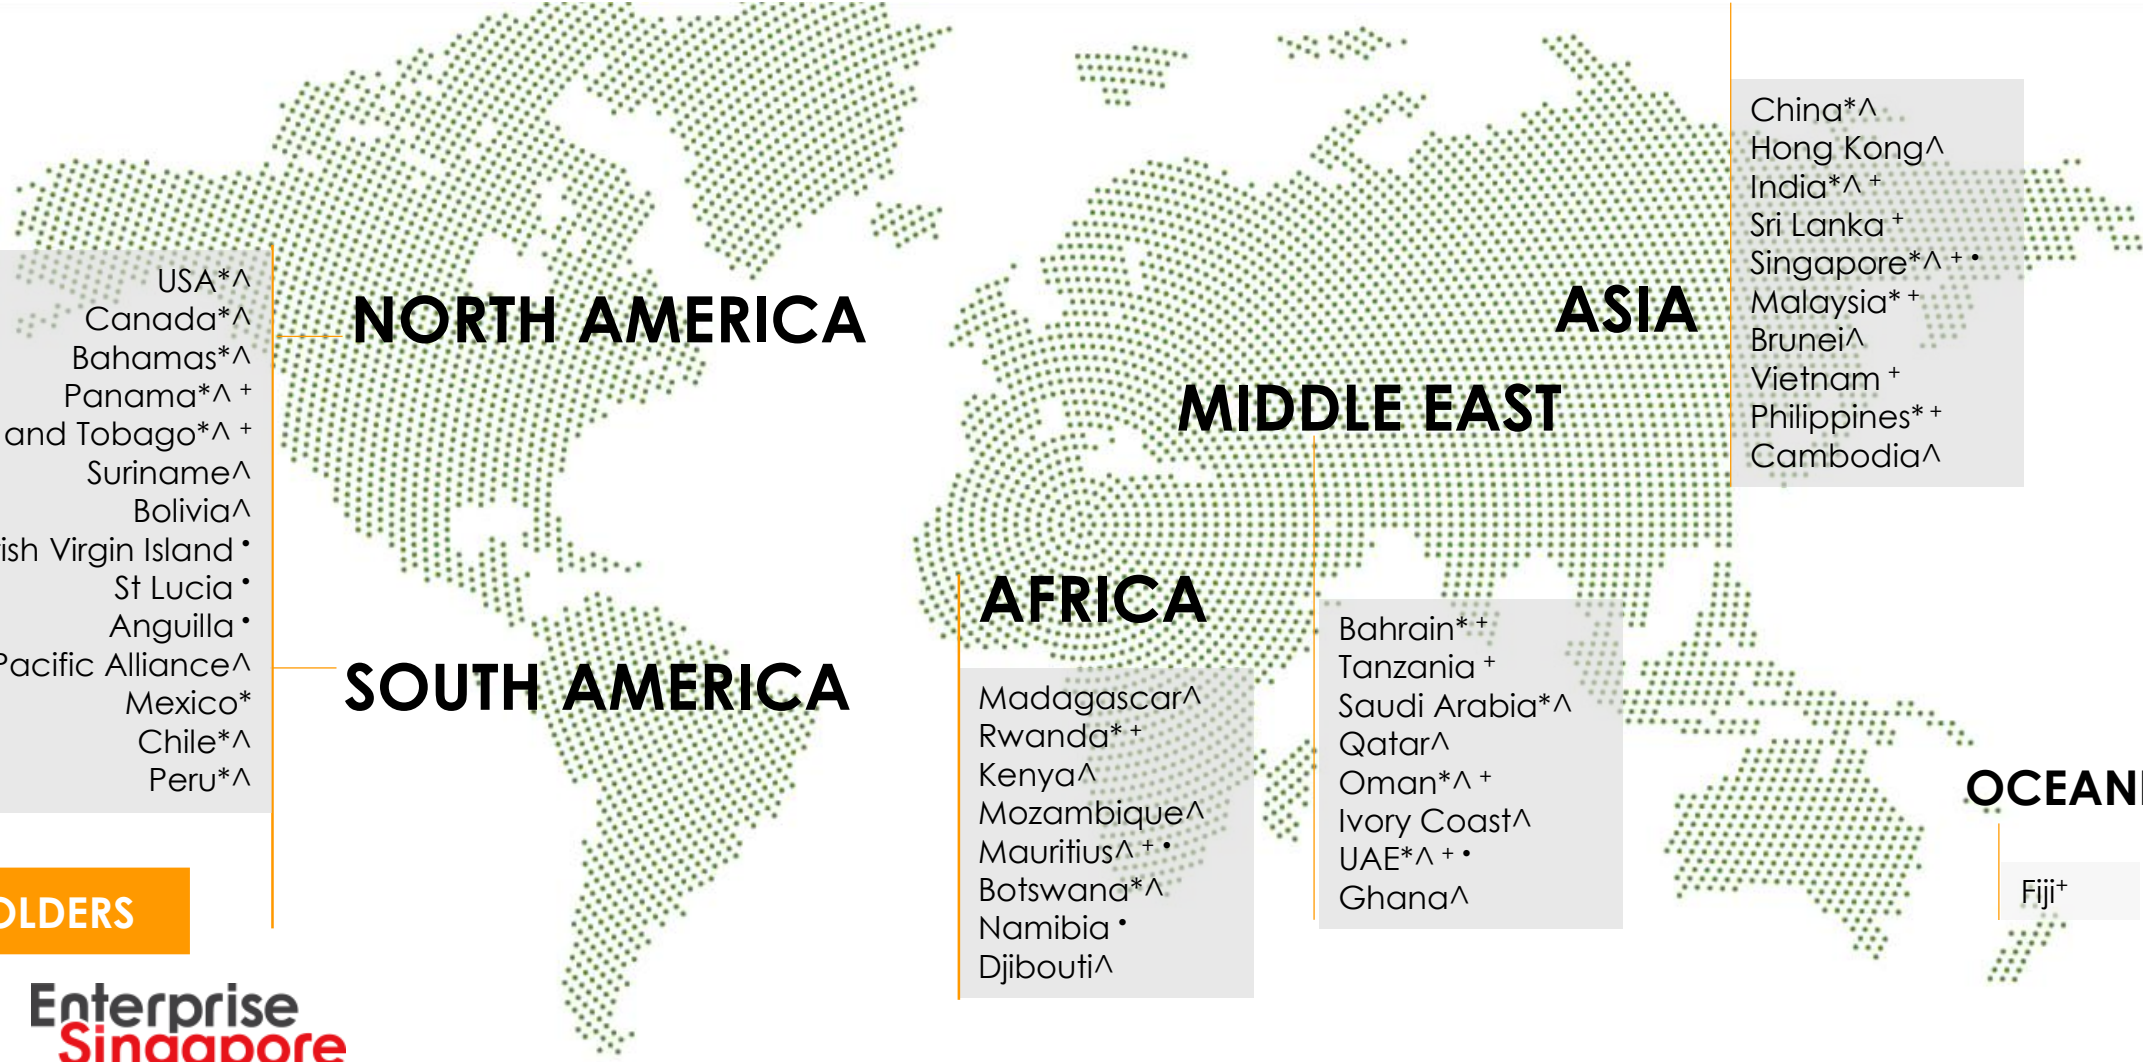 USA*^
Canada*^
Bahamas*^
Panama*^ +
and Tobago*^ +
Suriname^
Bolivia^
ish Virgin Island •
St Lucia •
Anguilla •
Pacific Alliance^
Mexico*
Chile*^
Peru*^
NORTH AMERICA
SOUTH AMERICA
OLDERS
Enterprise
Singapore
AFRICA
Madagascar^
Rwanda* +
Kenya^
Mozambique^
Mauritius^ + •
Botswana*^
Namibia •
Djibouti^
MIDDLE EAST
Bahrain* +
Tanzania +
Saudi Arabia*^
Qatar^
Oman*^ +
Ivory Coast^
UAE*^ + •
Ghana^
ASIA
China*^
Hong Kong^
India*^ +
Sri Lanka +
Singapore*^ + •
Malaysia* +
Brunei^
Vietnam +
Philippines* +
Cambodia^
OCEANI
Fiji+